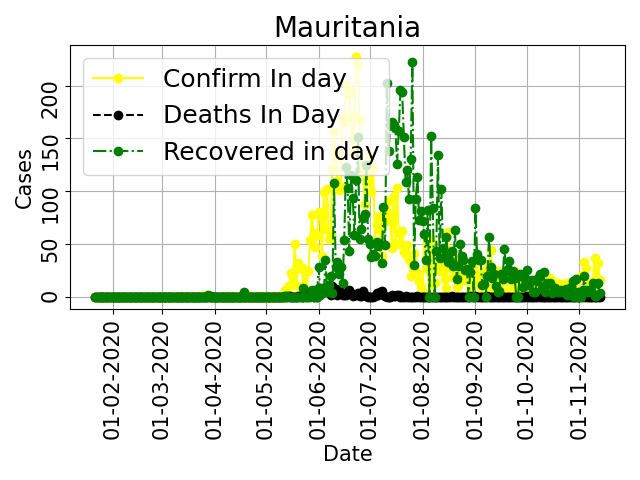 Mauritania
Confirm In day
Deaths In Day
Recovered in day
Cases
200
150
100
50
0
01-02-2020
01-03-2020
01-04-2020
01-05-2020
01-06-2020
01-07-2020
01-08-2020
01-09-2020
01-10-2020
01-11-2020
Date